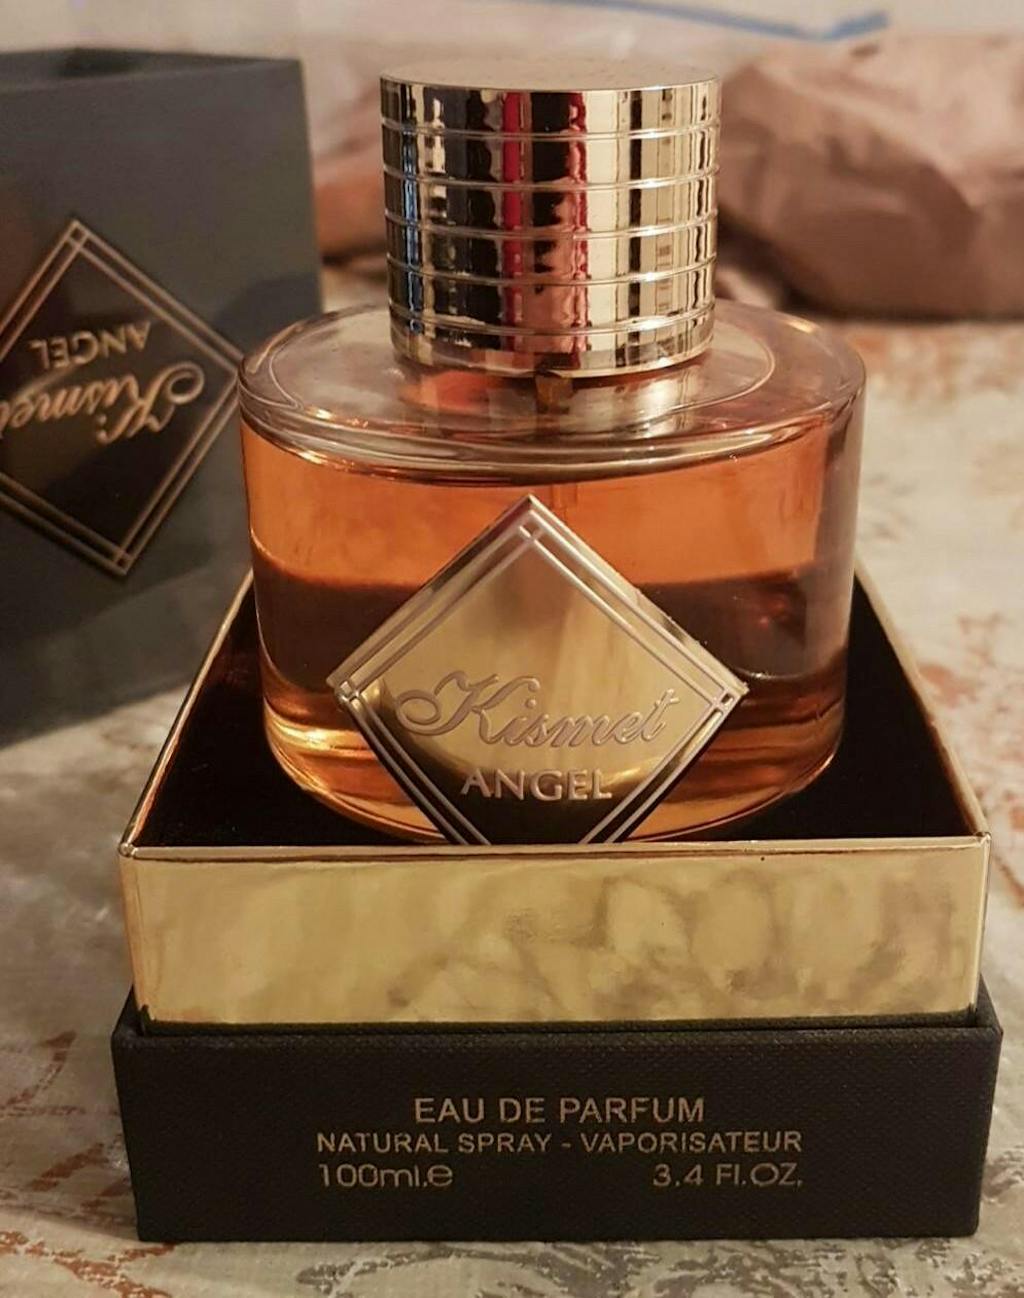 Kismet
ANGEL
Kismet
ANGEL
EAU DE PARFUM
NATURAL SPRAY - VAPORISATEUR
100ml.e 3.4 Fl.OZ.